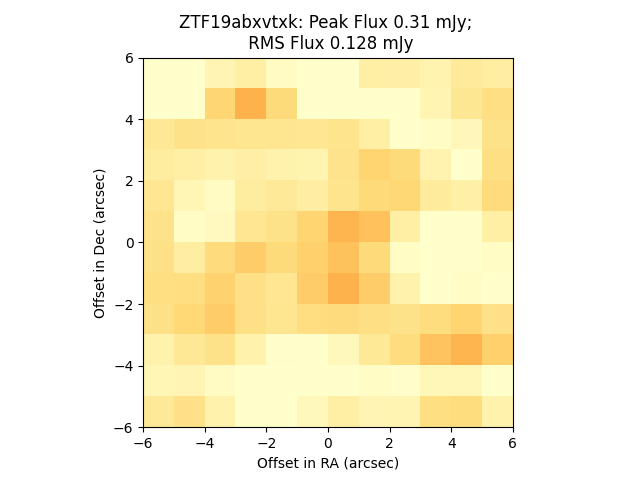 ZTF19abxvtxk: Peak Flux 0.31 mJy;
RMS Flux 0.128 mJy
6
4
2
0
−2
−4
−6
Offset in Dec (arcsec)
−6 −4 −2 0 2 4 6
Offset in RA (arcsec)